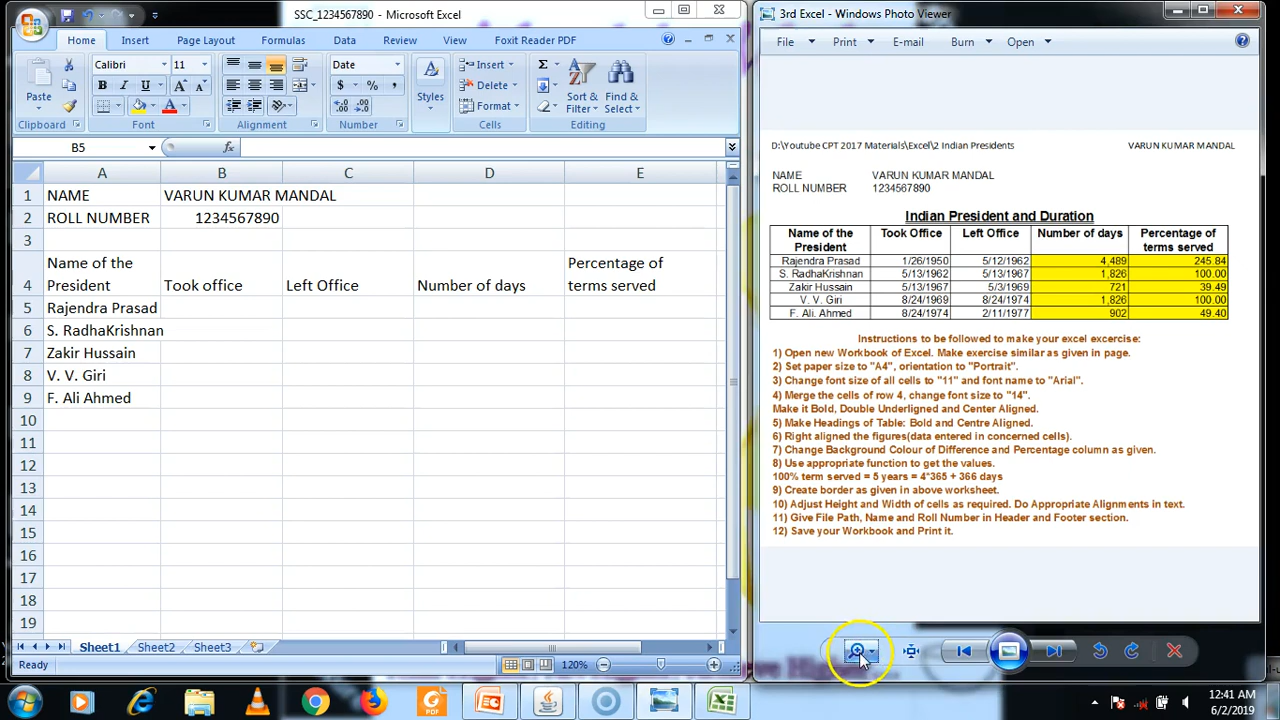 SSC_1234567890 - Microsoft Excel
Home Insert Page Layout Formulas Data Review View Foxit Reader PDF
Calibri 11 Date Insert Σ
Paste B I U A A $ % , Styles Delete Sort & Filter Find & Select
Format
Clipboard Font Alignment Number Cells Editing
B5 fx
A B C D E
1 NAME VARUN KUMAR MANDAL
2 ROLL NUMBER 1234567890
3
4 Name of the President Took office Left Office Number of days Percentage of terms served
5 Rajendra Prasad
6 S. RadhaKrishnan
7 Zakir Hussain
8 V. V. Giri
9 F. Ali Ahmed
10
11
12
13
14
15
16
17
18
19
Sheet1 Sheet2 Sheet3
Ready 120%
3rd Excel - Windows Photo Viewer
File Print E-mail Burn Open
D:\Youtube CPT 2017 Materials\Excel\2 Indian Presidents VARUN KUMAR MANDAL
NAME VARUN KUMAR MANDAL
ROLL NUMBER 1234567890
Indian President and Duration
Name of the President Took Office Left Office Number of days Percentage of terms served
Rajendra Prasad 1/26/1950 5/12/1962 4,489 245.84
S. RadhaKrishnan 5/13/1962 5/13/1967 1,826 100.00
Zakir Hussain 5/13/1967 5/3/1969 721 39.49
V. V. Giri 8/24/1969 8/24/1974 1,826 100.00
F. Ali. Ahmed 8/24/1974 2/11/1977 902 49.40
Instructions to be followed to make your excel excercise:
1) Open new Workbook of Excel. Make exercise similar as given in page.
2) Set paper size to "A4", orientation to "Portrait".
3) Change font size of all cells to "11" and font name to "Arial".
4) Merge the cells of row 4, change font size to "14".
Make it Bold, Double Underligned and Center Aligned.
5) Make Headings of Table: Bold and Centre Aligned.
6) Right aligned the figures(data entered in concerned cells).
7) Change Background Colour of Difference and Percentage column as given.
8) Use appropriate function to get the values.
100% term served = 5 years = 4*365 + 366 days
9) Create border as given in above worksheet.
10) Adjust Height and Width of cells as required. Do Appropriate Alignments in text.
11) Give File Path, Name and Roll Number in Header and Footer section.
12) Save your Workbook and Print it.
12:41 AM
6/2/2019